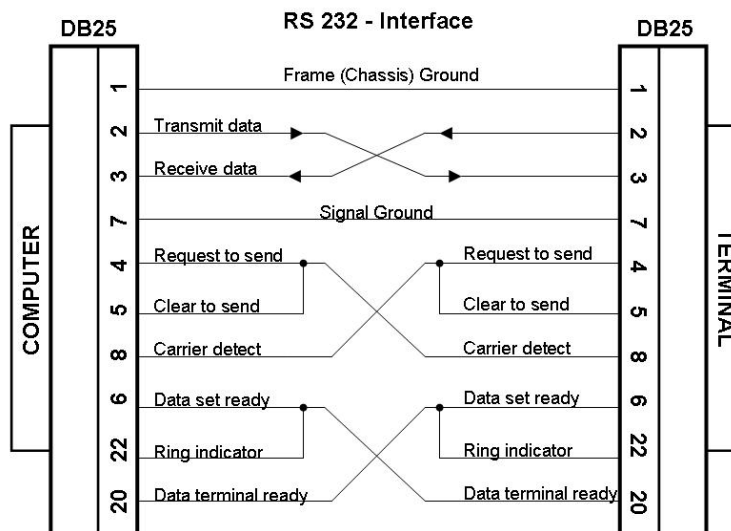 RS 232 - Interface
DB25 DB25
1 Frame (Chassis) Ground 1
2 Transmit data 2
3 Receive data 3
7 Signal Ground 7
4 Request to send Request to send 4
5 Clear to send Clear to send 5
8 Carrier detect Carrier detect 8
6 Data set ready Data set ready 6
22 Ring indicator Ring indicator 22
20 Data terminal ready Data terminal ready 20
COMPUTER
TERMINAL